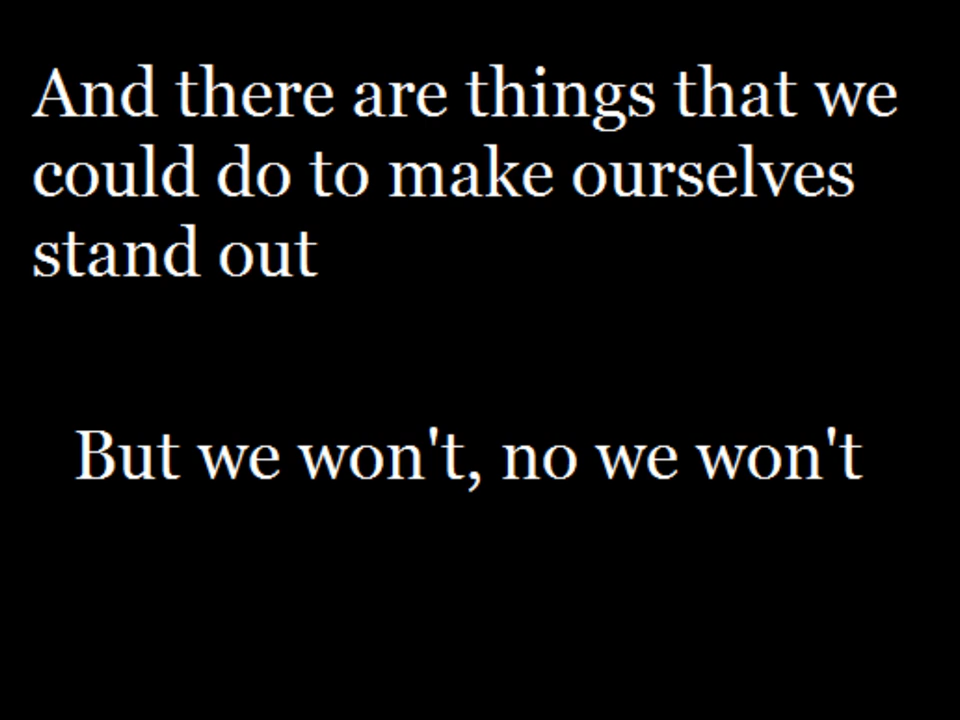 And there are things that we
could do to make ourselves
stand out
But we won't, no we won't